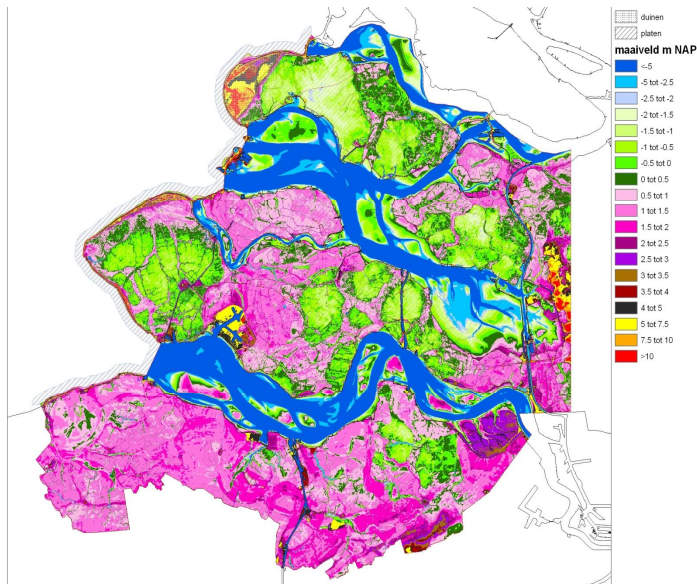 duinen
platen
maaiveld m NAP
<-5
-5 tot -2.5
-2.5 tot -2
-2 tot -1.5
-1.5 tot -1
-1 tot -0.5
-0.5 tot 0
0 tot 0.5
0.5 tot 1
1 tot 1.5
1.5 tot 2
2 tot 2.5
2.5 tot 3
3 tot 3.5
3.5 tot 4
4 tot 5
5 tot 7.5
7.5 tot 10
>10